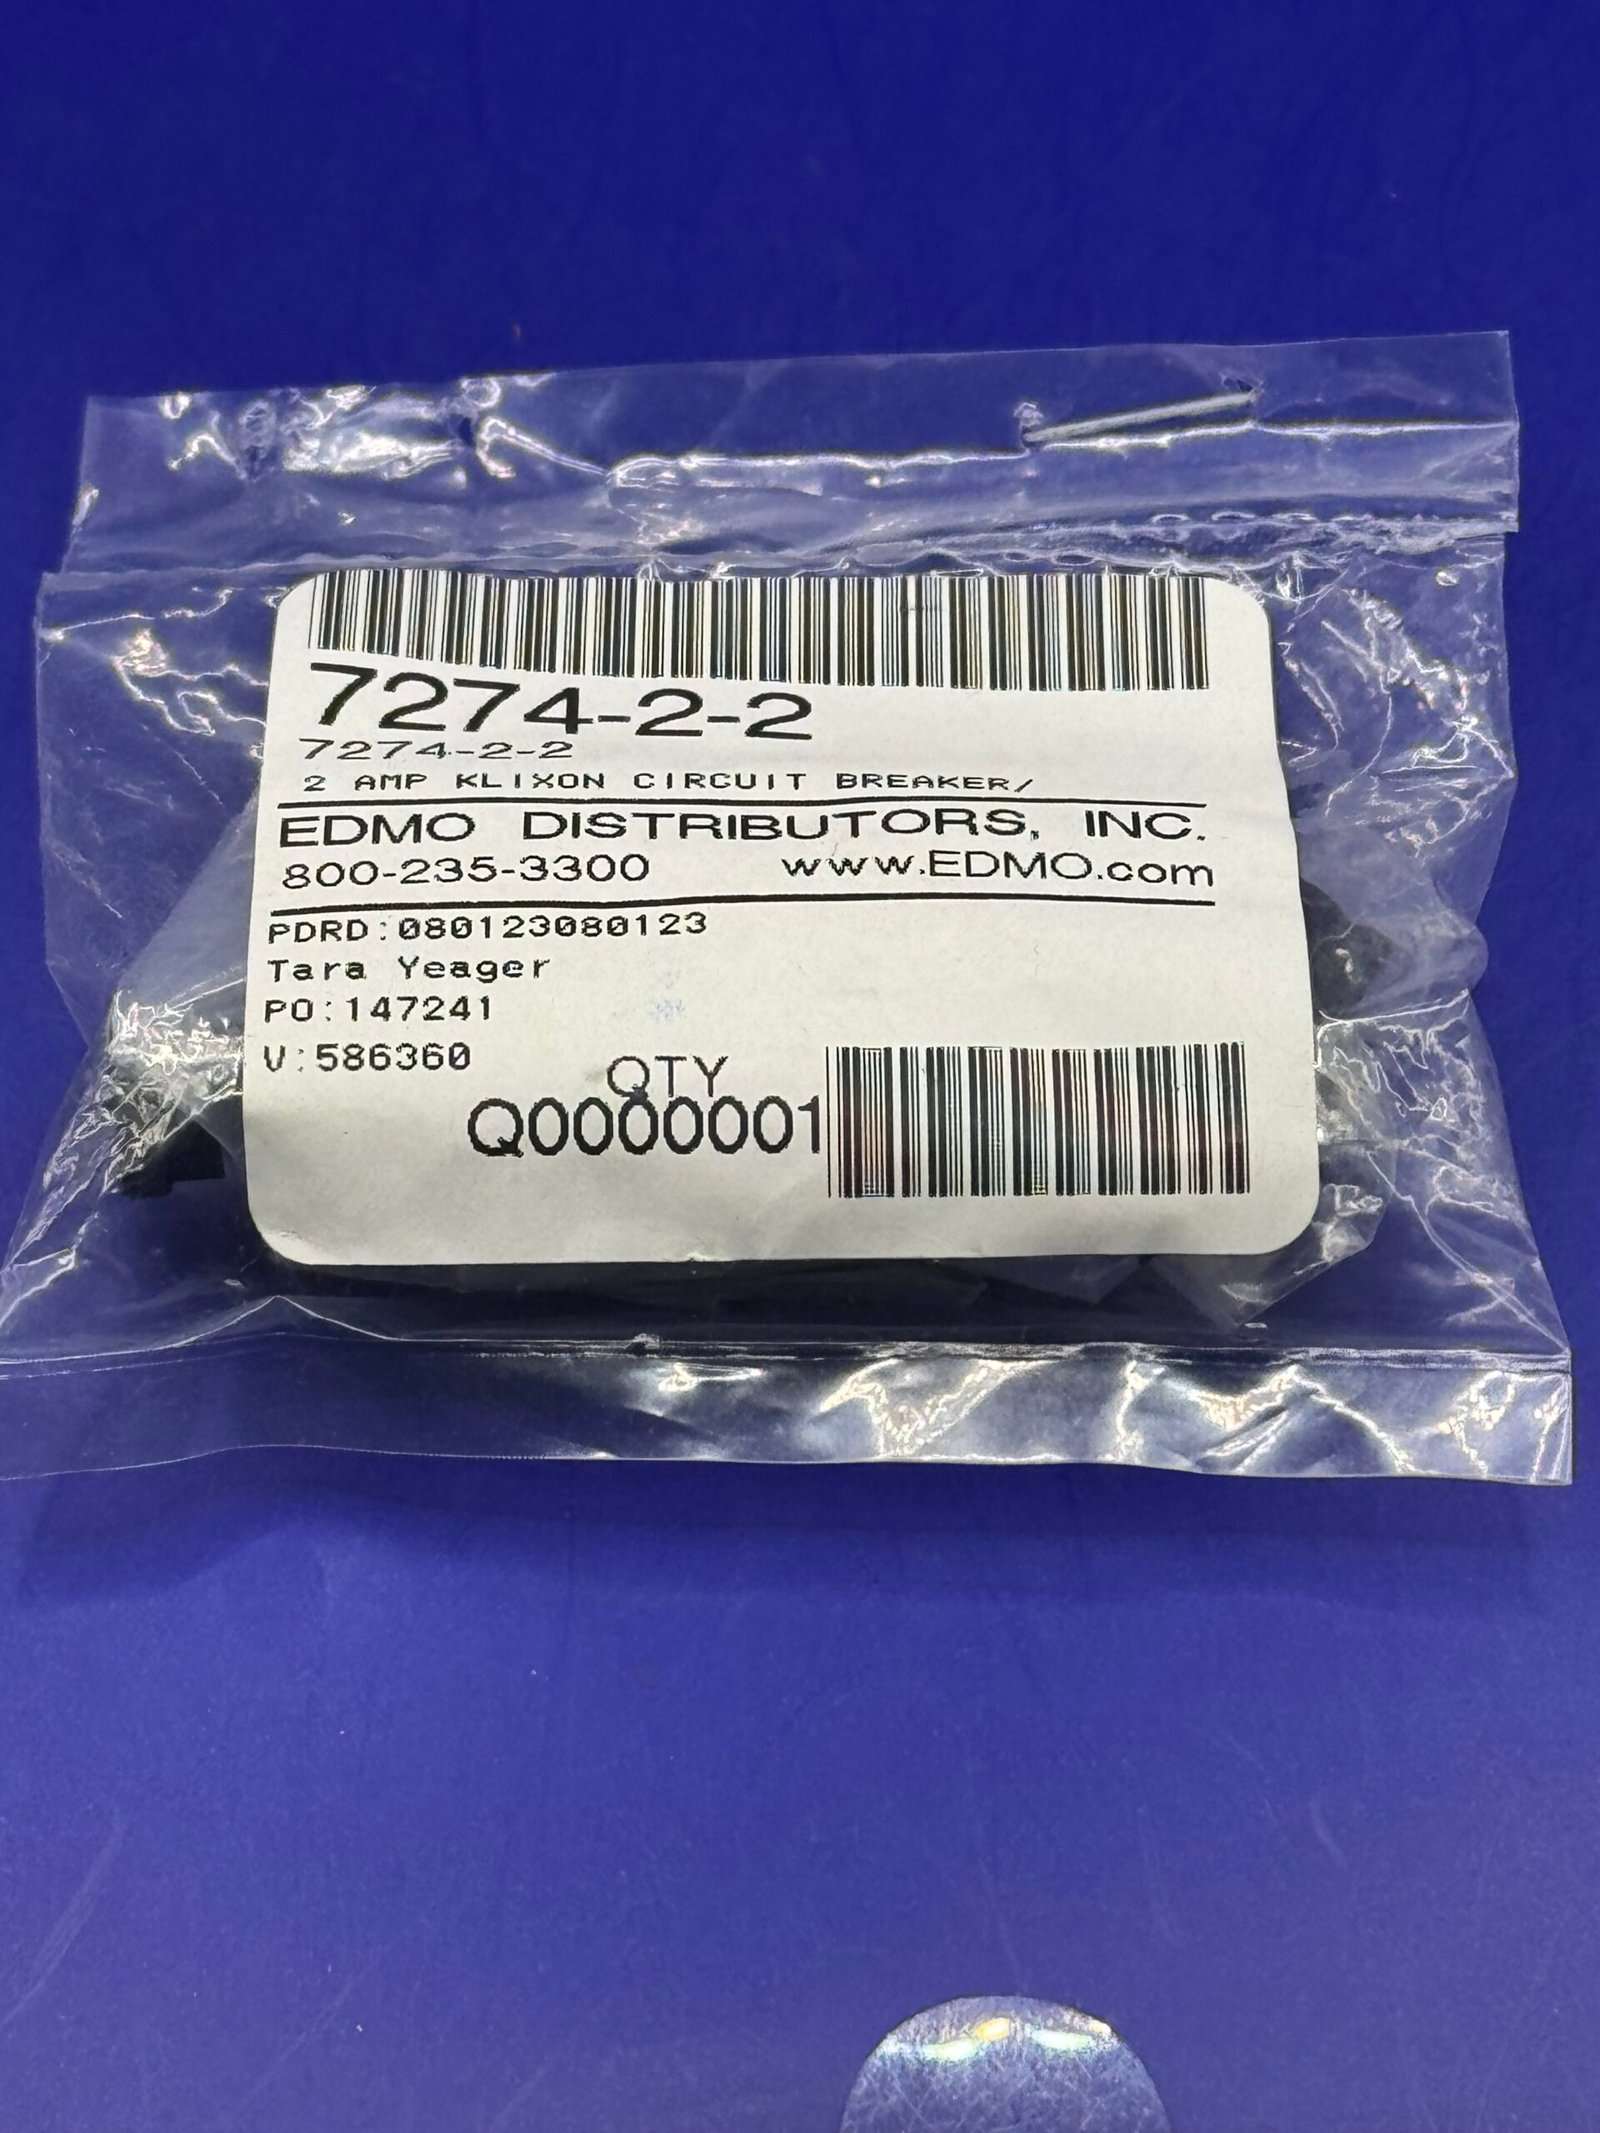 7274-2-2
7274-2-2
2 AMP KLIXON CIRCUIT BREAKER/
EDMO DISTRIBUTORS, INC.
800-235-3300 www.EDMO.com
PDRD:080123080123
Tara Yeager
PO:147241
V:586360
QTY
Q0000001